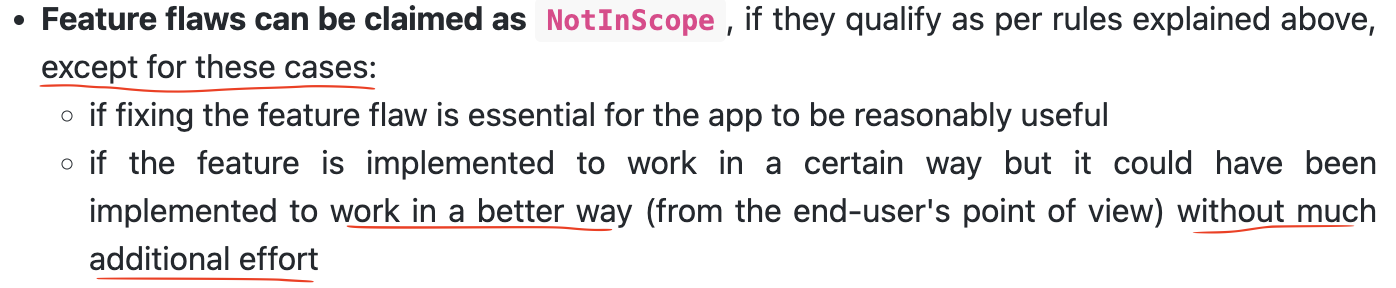 • Feature flaws can be claimed as NotInScope, if they qualify as per rules explained above,
except for these cases:
◦ if fixing the feature flaw is essential for the app to be reasonably useful
◦ if the feature is implemented to work in a certain way but it could have been
implemented to work in a better way (from the end-user's point of view) without much
additional effort